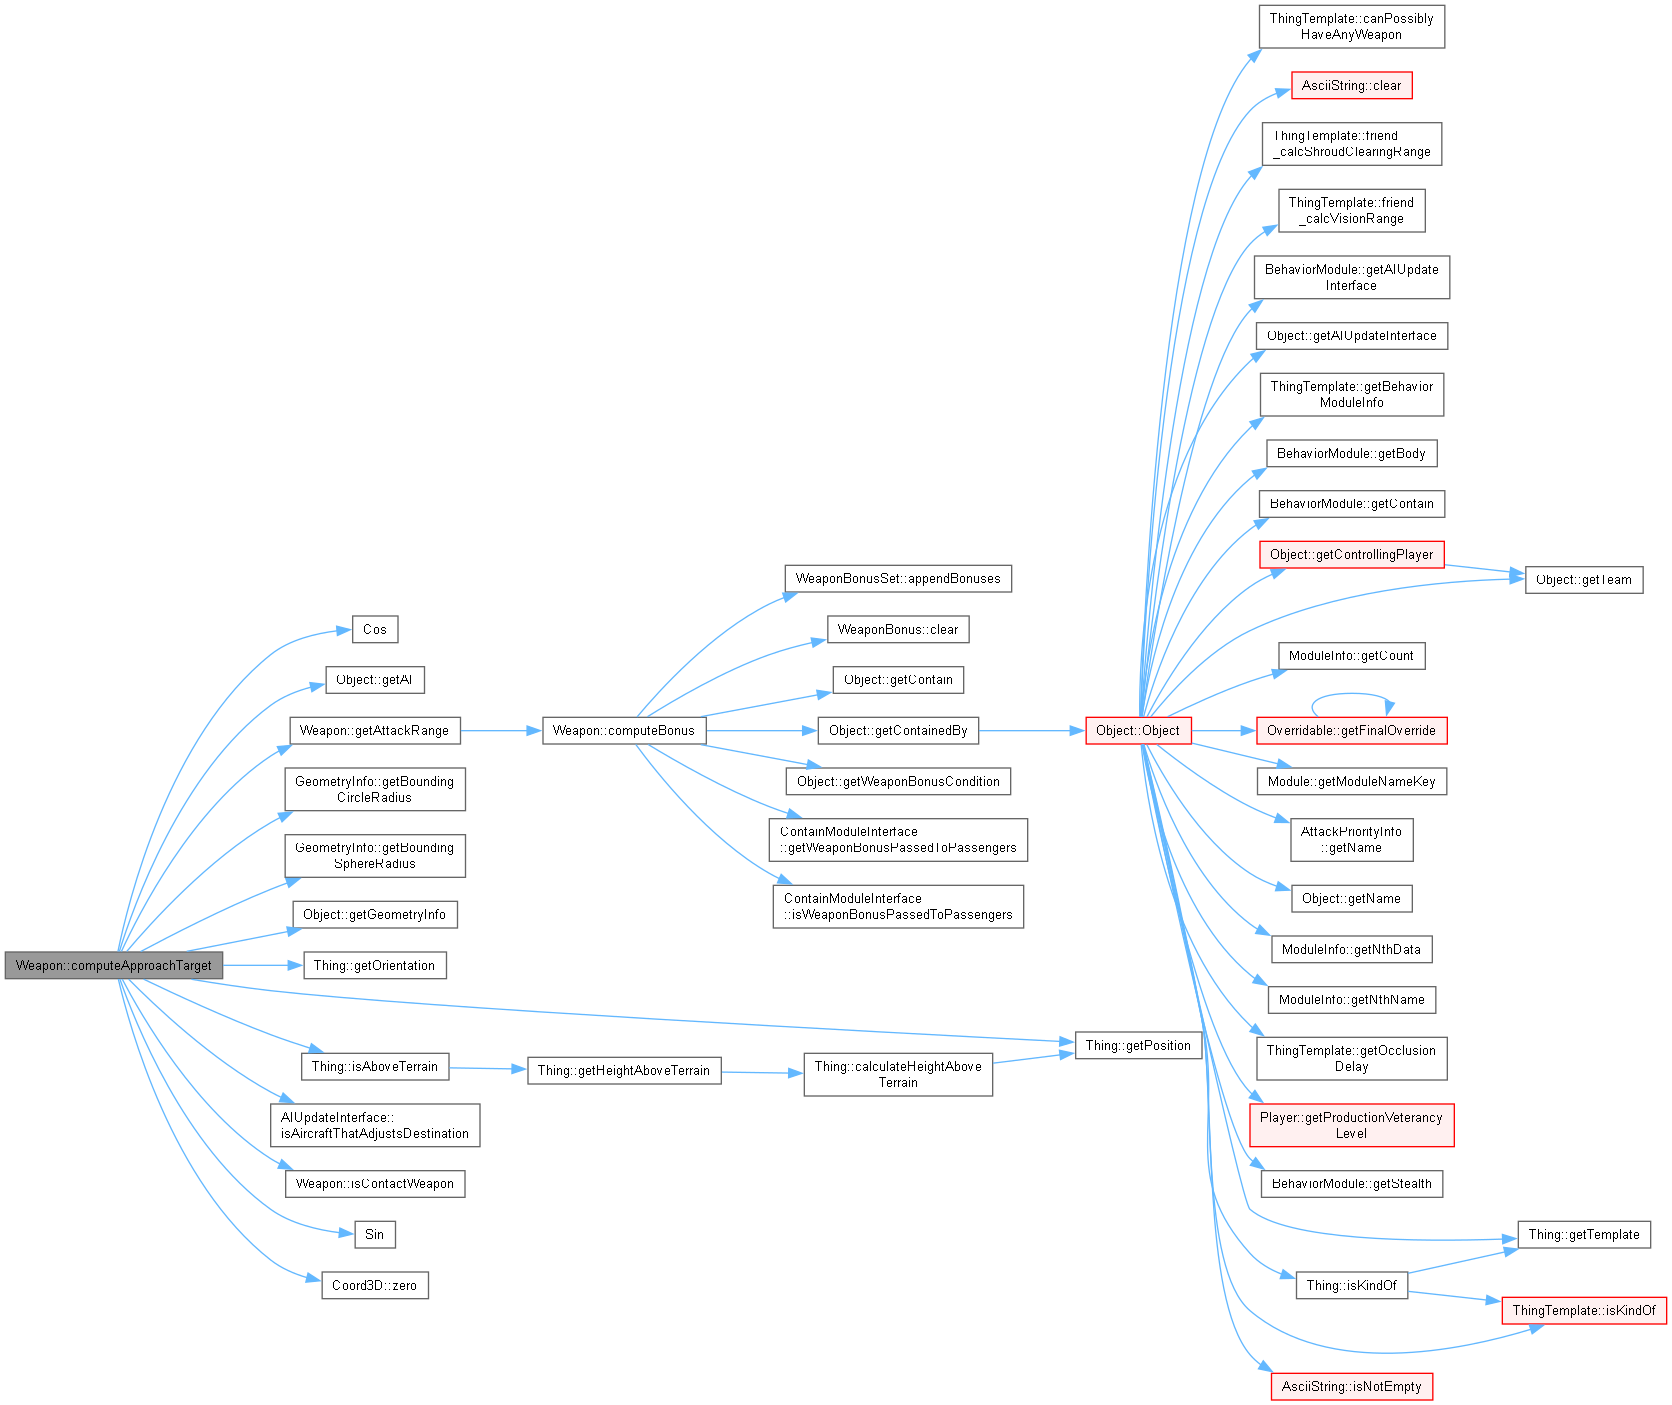 Weapon::computeApproachTarget
Cos
Object::getAI
Weapon::getAttackRange
GeometryInfo::getBounding
CircleRadius
GeometryInfo::getBounding
SphereRadius
Object::getGeometryInfo
Thing::getOrientation
Thing::isAboveTerrain
AIUpdateInterface::
isAircraftThatAdjustsDestination
Weapon::isContactWeapon
Sin
Coord3D::zero
Weapon::computeBonus
Thing::getHeightAboveTerrain
WeaponBonusSet::appendBonuses
WeaponBonus::clear
Object::getContain
Object::getContainedBy
Object::getWeaponBonusCondition
ContainModuleInterface
::getWeaponBonusPassedToPassengers
ContainModuleInterface
::isWeaponBonusPassedToPassengers
Thing::calculateHeightAbove
Terrain
Object::Object
Thing::getPosition
ThingTemplate::canPossibly
HaveAnyWeapon
AsciiString::clear
ThingTemplate::friend
_calcShroudClearingRange
ThingTemplate::friend
_calcVisionRange
BehaviorModule::getAIUpdate
Interface
Object::getAIUpdateInterface
ThingTemplate::getBehavior
ModuleInfo
BehaviorModule::getBody
BehaviorModule::getContain
Object::getControllingPlayer
ModuleInfo::getCount
Overridable::getFinalOverride
Module::getModuleNameKey
AttackPriorityInfo
::getName
Object::getName
ModuleInfo::getNthData
ModuleInfo::getNthName
ThingTemplate::getOcclusion
Delay
Player::getProductionVeterancy
Level
BehaviorModule::getStealth
Thing::isKindOf
AsciiString::isNotEmpty
Object::getTeam
Thing::getTemplate
ThingTemplate::isKindOf